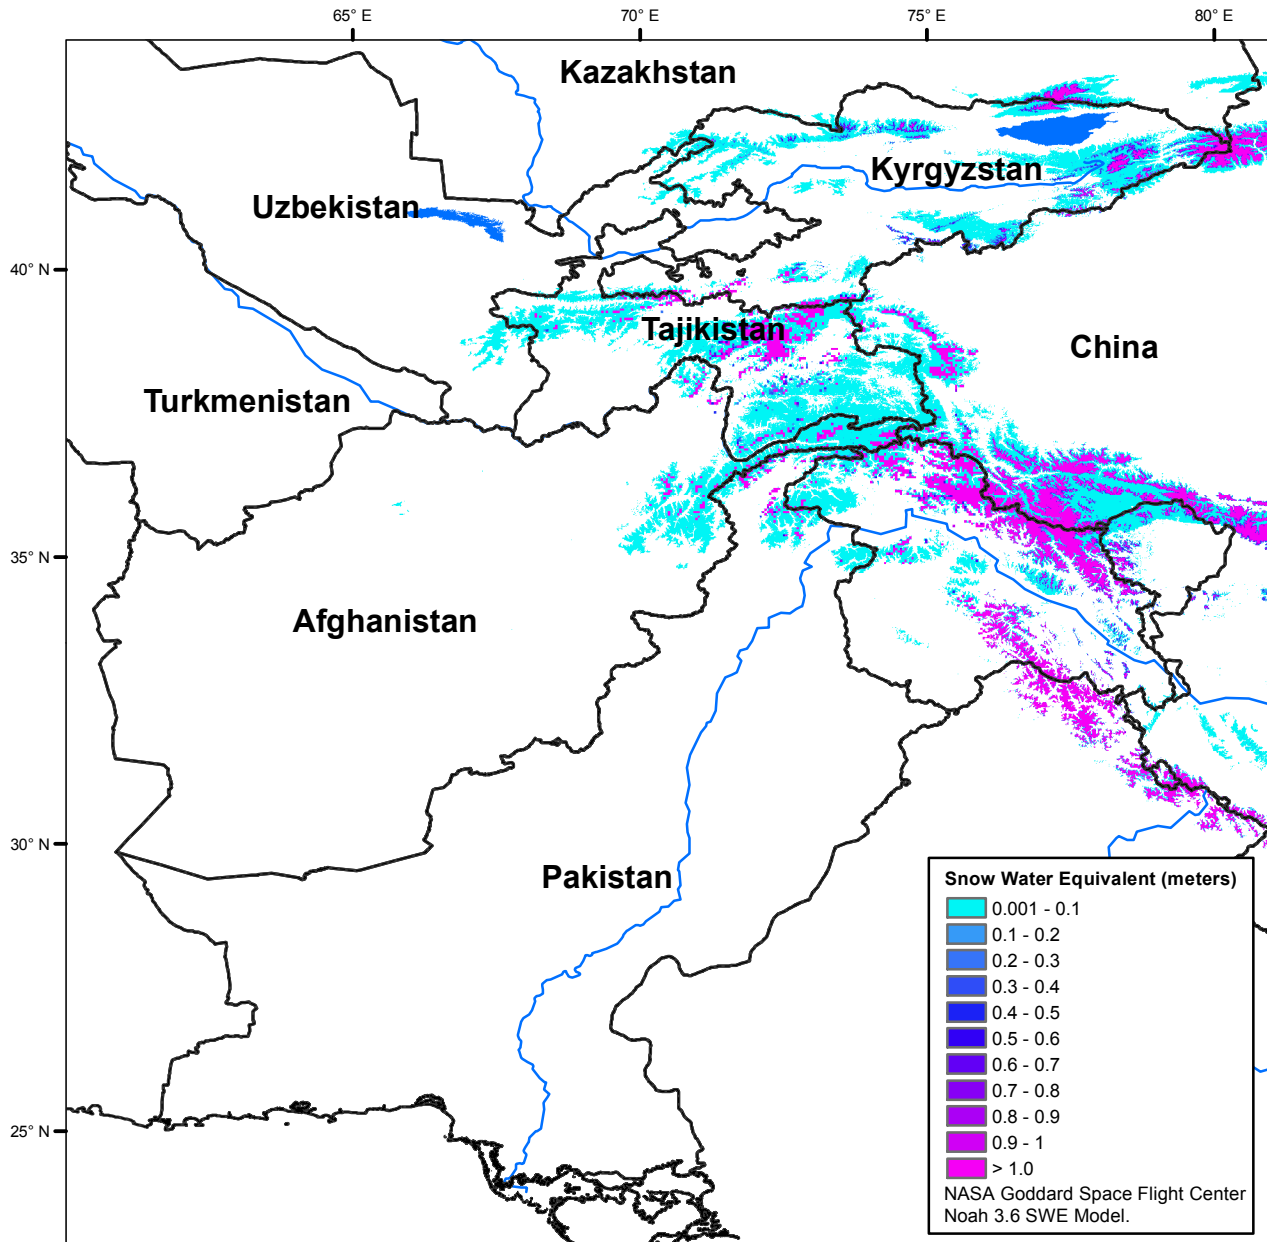 65° E
70° E
75° E
80° E
Kazakhstan
Kyrgyzstan
Uzbekistan
40° N
Tajikistan
China
Turkmenistan
35° N
Afghanistan
30° N
Pakistan
25° N
Snow Water Equivalent (meters)
0.001 - 0.1
0.1 - 0.2
0.2 - 0.3
0.3 - 0.4
0.4 - 0.5
0.5 - 0.6
0.6 - 0.7
0.7 - 0.8
0.8 - 0.9
0.9 - 1
> 1.0
NASA Goddard Space Flight Center
Noah 3.6 SWE Model.